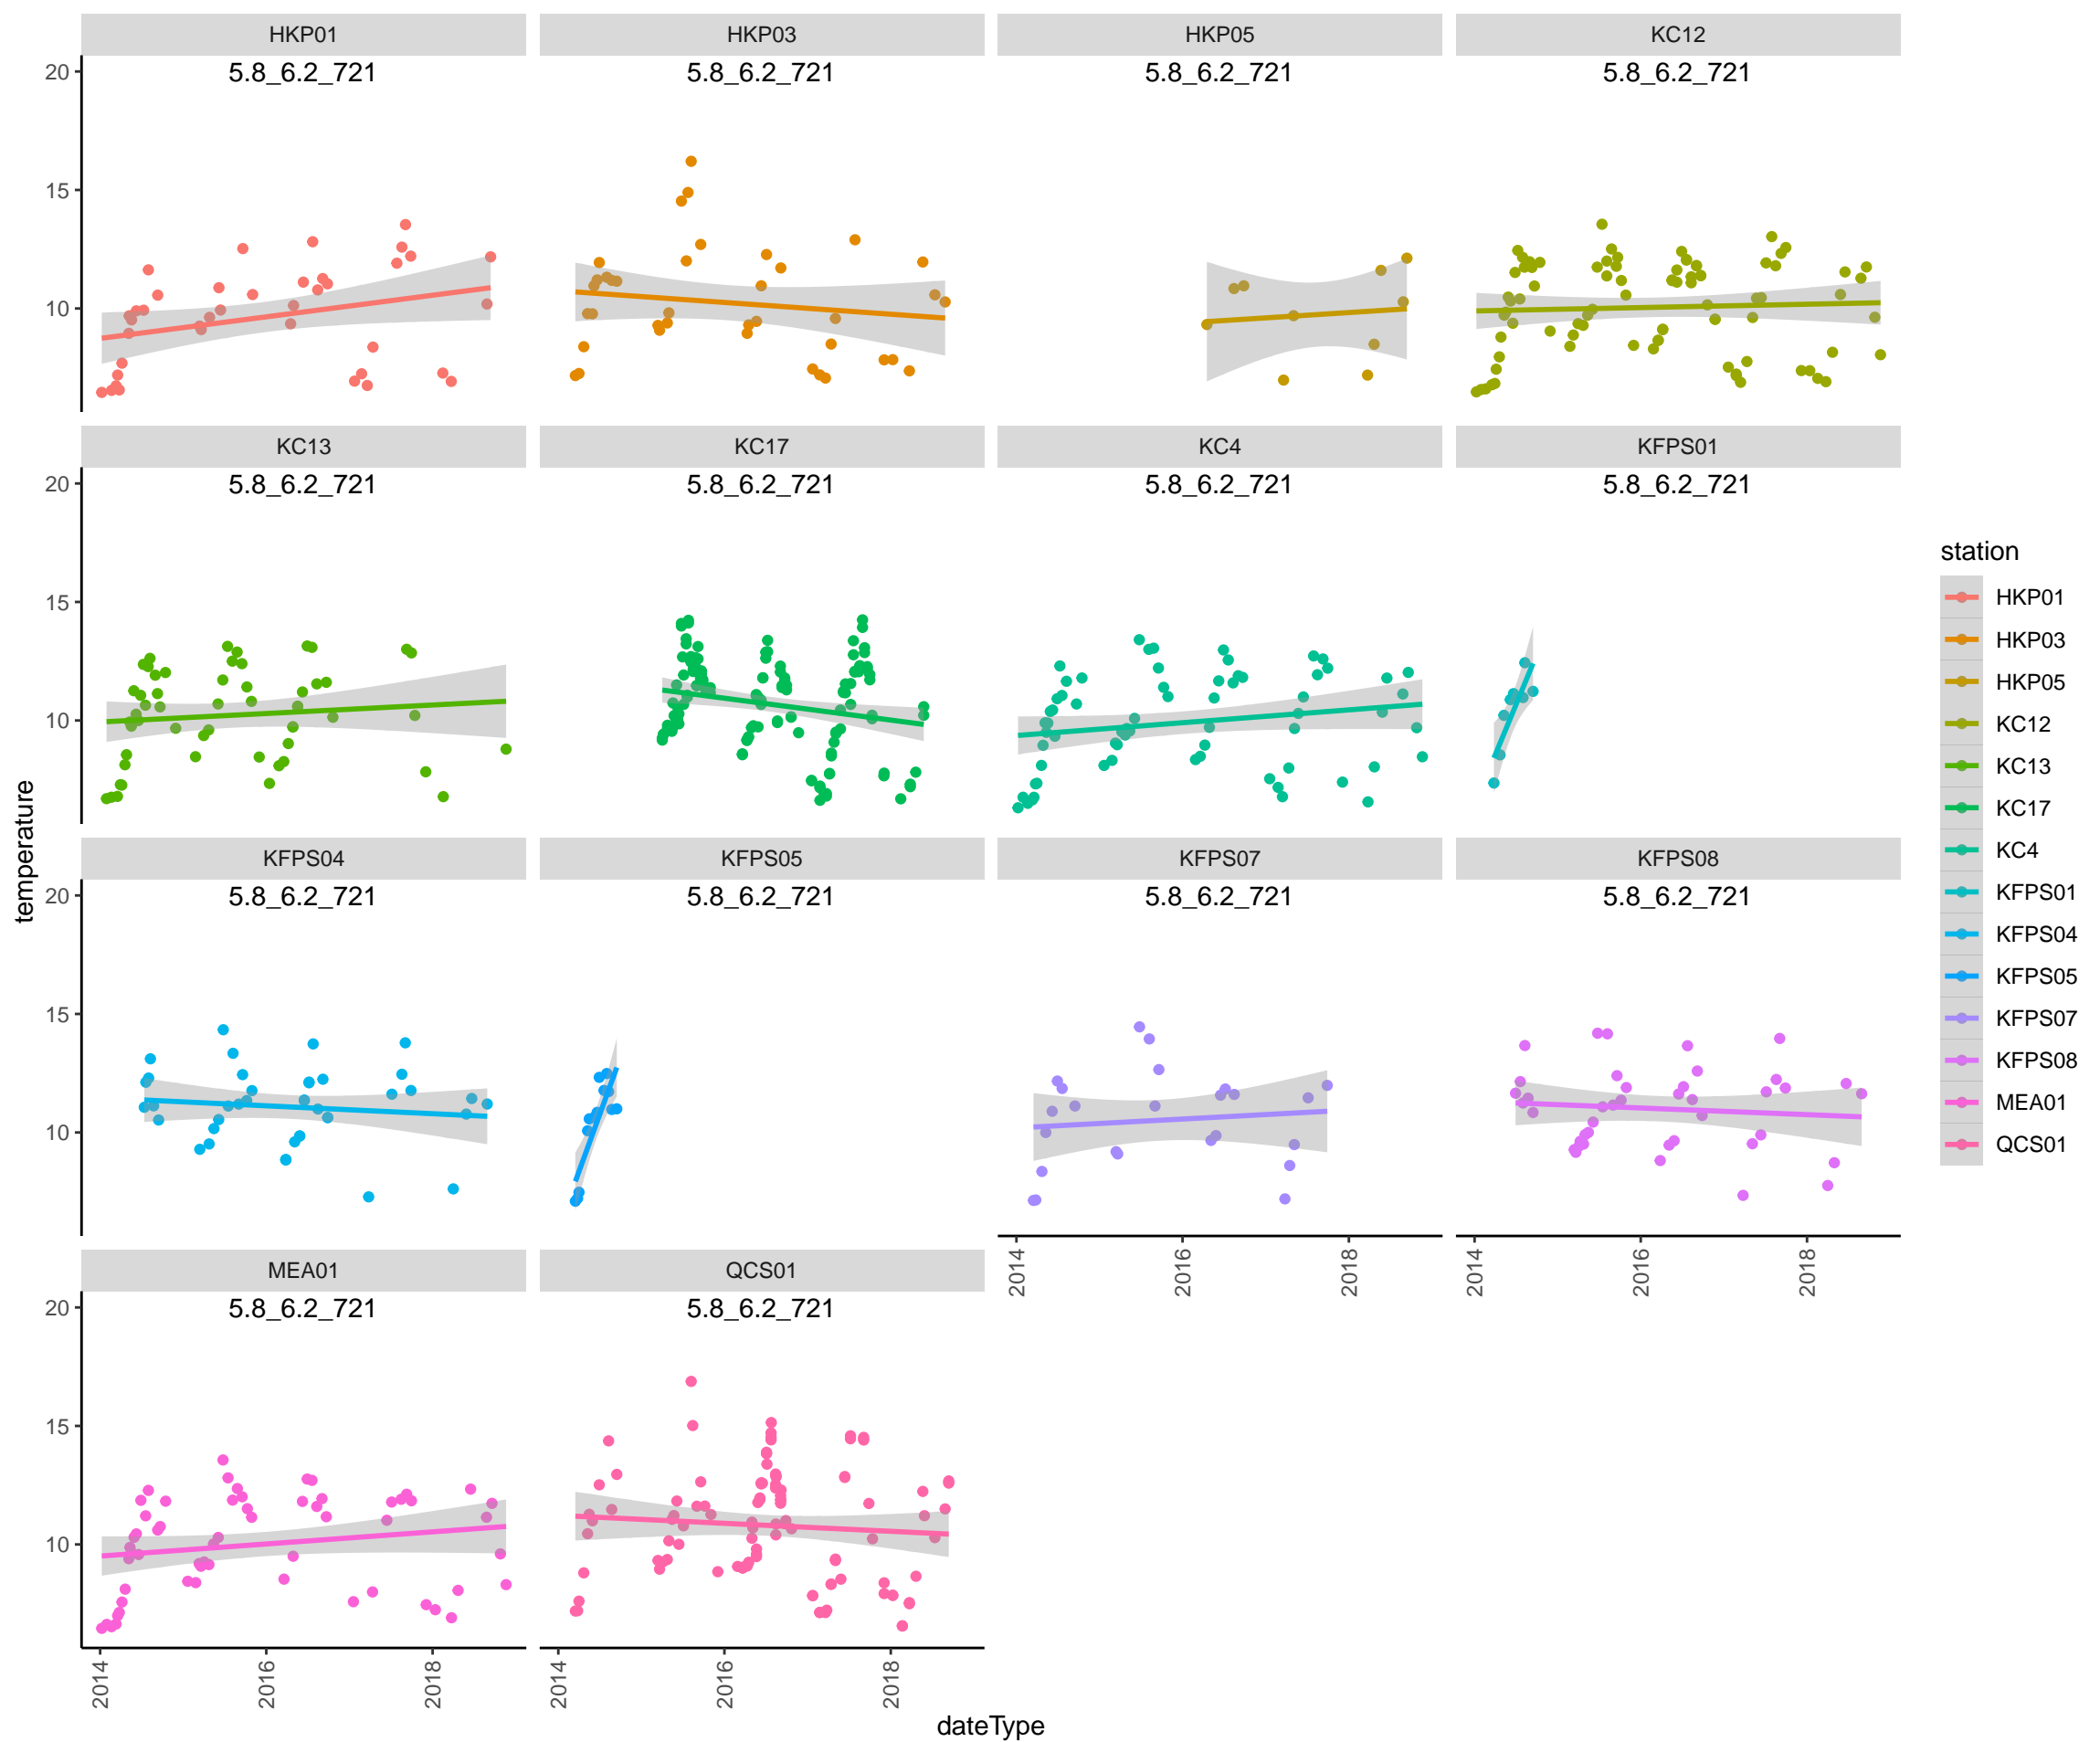 HKP01 HKP03 HKP05 KC12
20 5.8_6.2_721 5.8_6.2_721 5.8_6.2_721 5.8_6.2_721
15
10
KC13 KC17 KC4 KFPS01
20 5.8_6.2_721 5.8_6.2_721 5.8_6.2_721 5.8_6.2_721
15
10
KFPS04 KFPS05 KFPS07 KFPS08
20 5.8_6.2_721 5.8_6.2_721 5.8_6.2_721 5.8_6.2_721
15
10
2014 2016 2018 2014 2016 2018
MEA01 QCS01
20 5.8_6.2_721 5.8_6.2_721
15
10
2014 2016 2018 2014 2016 2018
dateType
temperature
station
HKP01
HKP03
HKP05
KC12
KC13
KC17
KC4
KFPS01
KFPS04
KFPS05
KFPS07
KFPS08
MEA01
QCS01